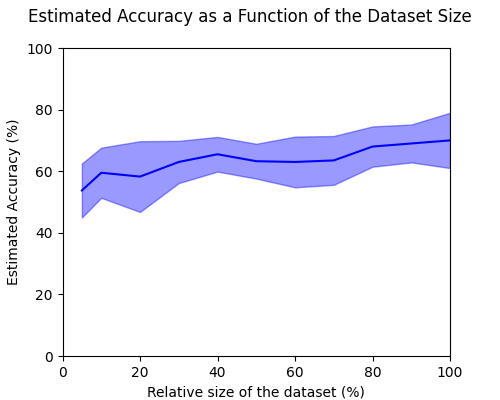 Estimated Accuracy as a Function of the Dataset Size
100
80
60
40
20
0
Estimated Accuracy (%)
0 20 40 60 80 100
Relative size of the dataset (%)